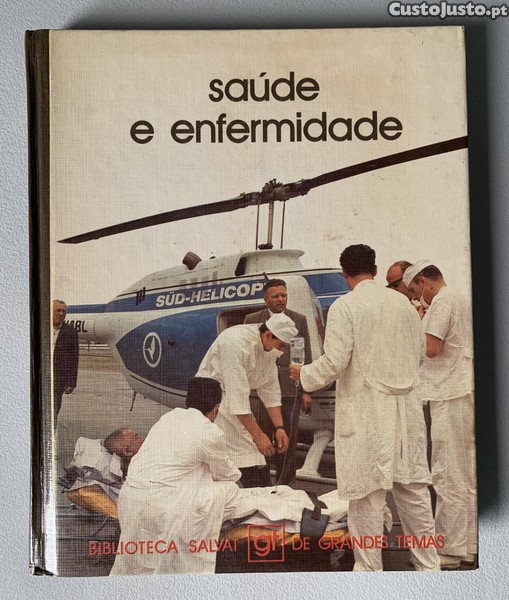 CustoJusto.pt
saúde
e enfermidade
SÜD-HELICOP
BIBLIOTECA SALVAT gt DE GRANDES TEMAS